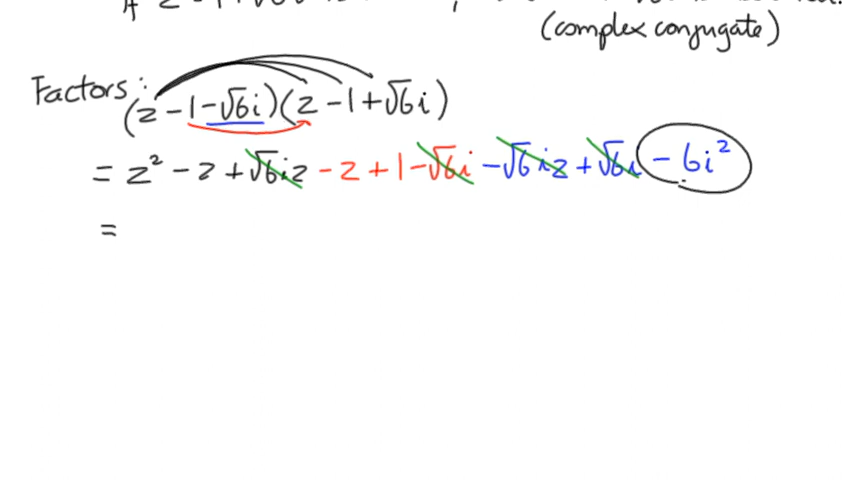 (complex conjugate)
Factors:
(z - 1 - √6i)(z - 1 + √6i)
= z² - z + √6iz - z + 1 - √6i - √6iz + √6i - 6i²
=